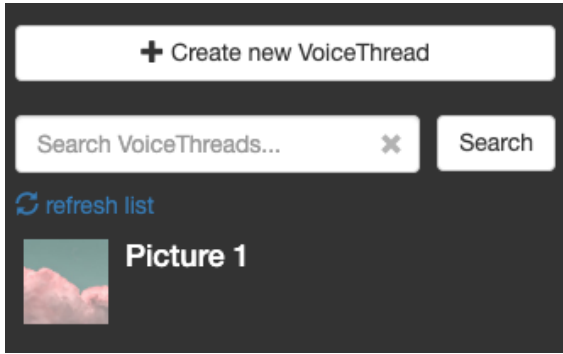 Create new VoiceThread
Search VoiceThreads... Search
refresh list
Picture 1